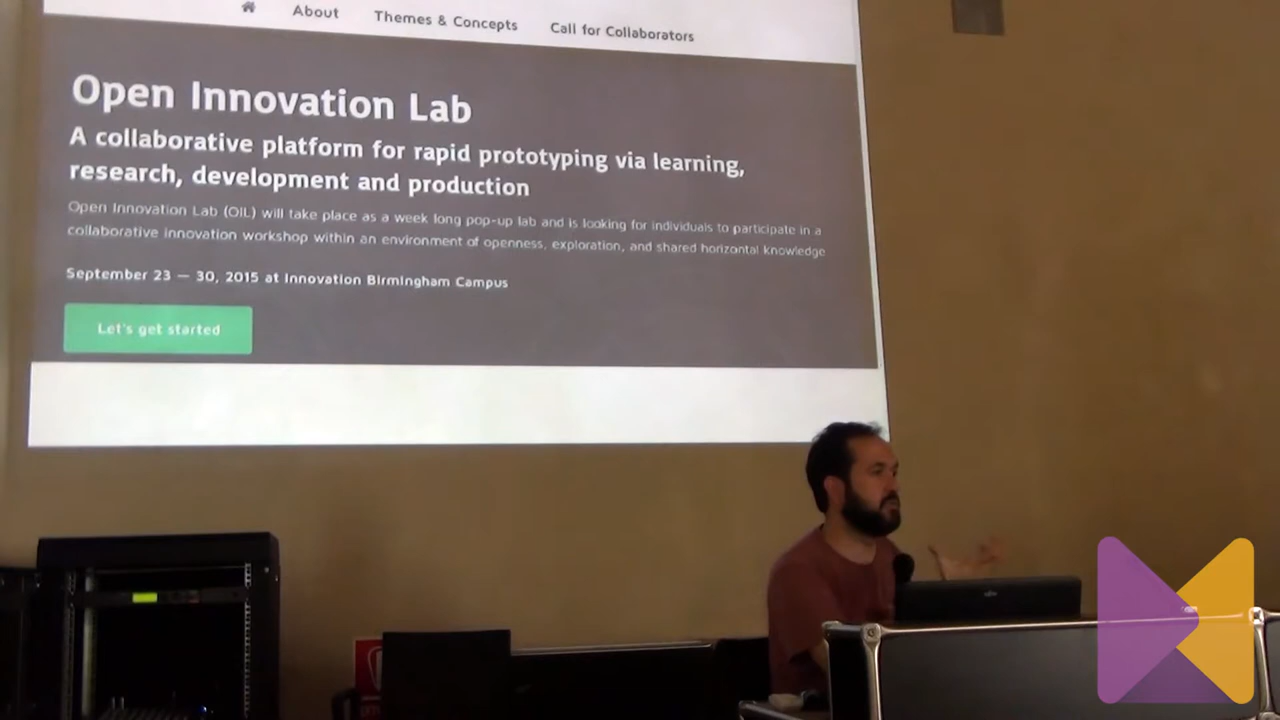 About Themes & Concepts Call for Collaborators
Open Innovation Lab
A collaborative platform for rapid prototyping via learning,
research, development and production
Open Innovation Lab (OIL) will take place as a week long pop-up lab and is looking for individuals to participate in a
collaborative innovation workshop within an environment of openness, exploration, and shared horizontal knowledge
September 23 — 30, 2015 at Innovation Birmingham Campus
Let's get started